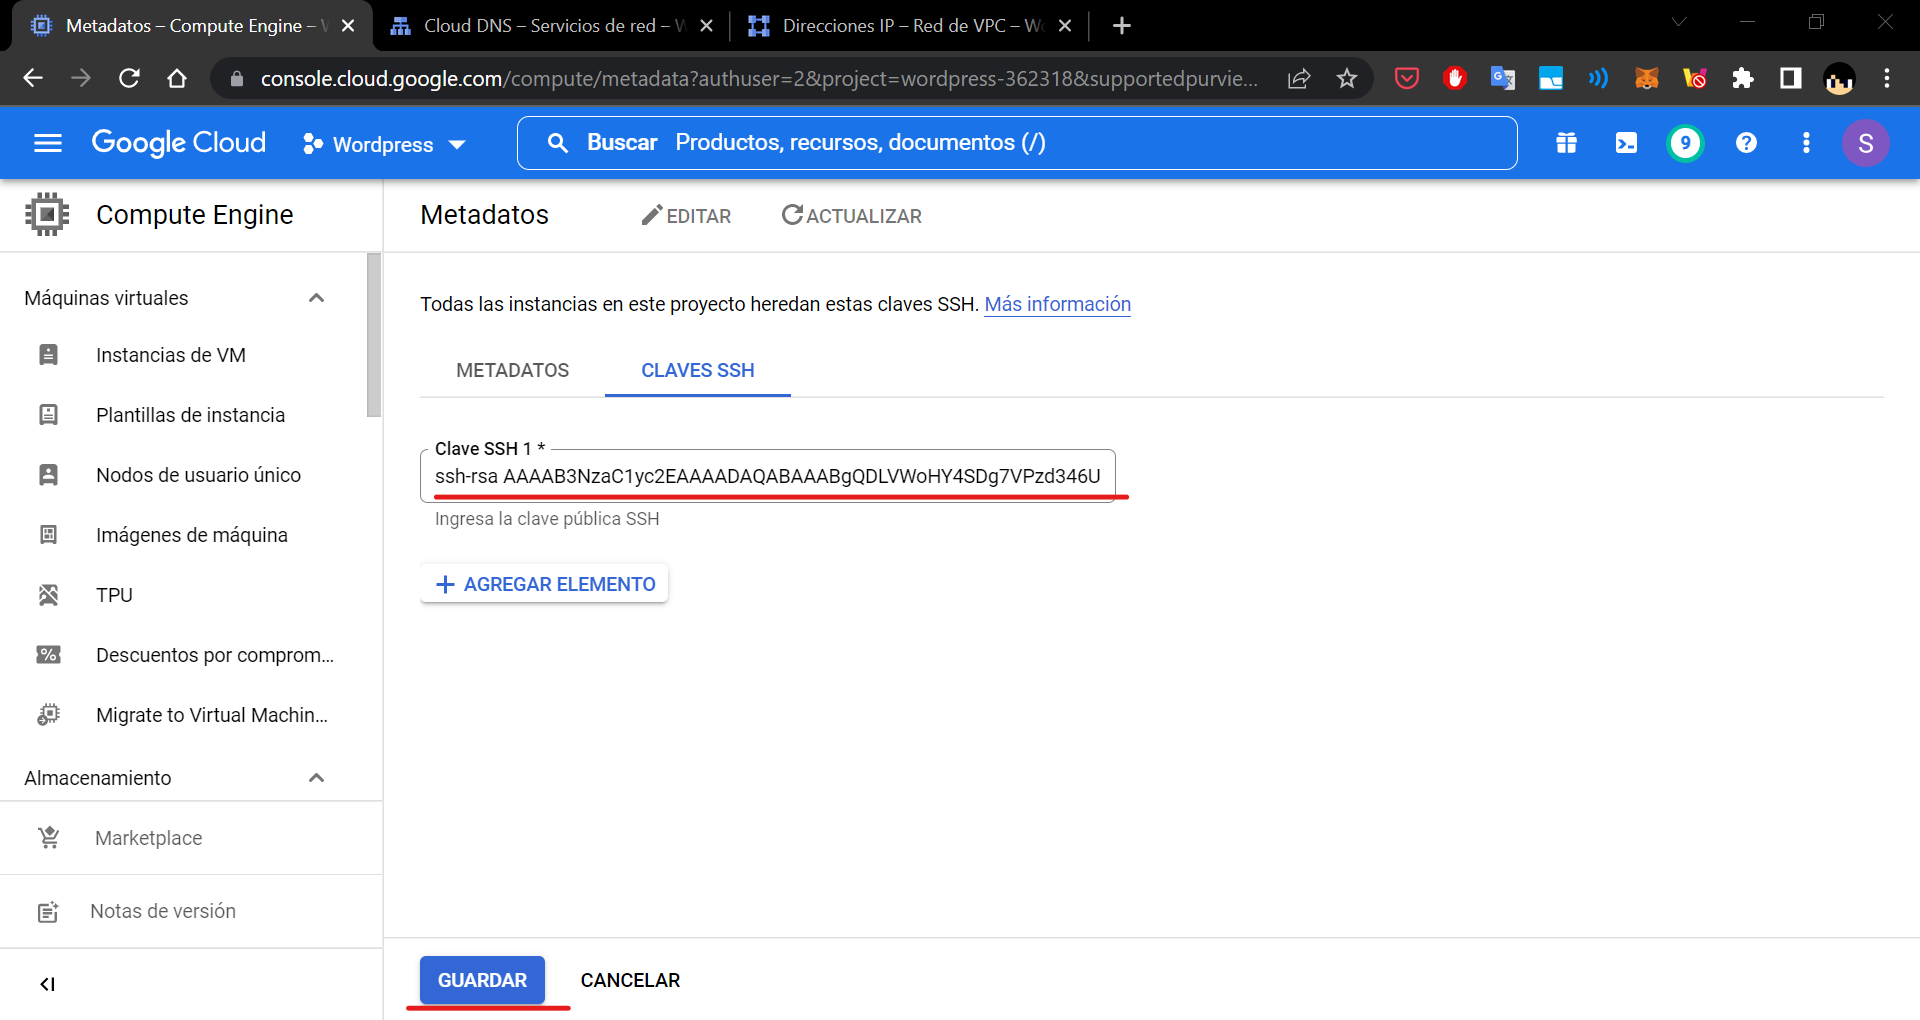 Metadatos – Compute Engine –
Cloud DNS – Servicios de red –
Direcciones IP – Red de VPC –
console.cloud.google.com/compute/metadata?authuser=2&project=wordpress-362318&supportedpurvie...
Google Cloud
Wordpress
Buscar Productos, recursos, documentos (/)
9
S
Compute Engine
Metadatos
EDITAR
ACTUALIZAR
Máquinas virtuales
Instancias de VM
Plantillas de instancia
Nodos de usuario único
Imágenes de máquina
TPU
Descuentos por comprom...
Migrate to Virtual Machin...
Almacenamiento
Marketplace
Notas de versión
Todas las instancias en este proyecto heredan estas claves SSH. Más información
METADATOS
CLAVES SSH
Clave SSH 1 *
ssh-rsa AAAAB3NzaC1yc2EAAAADAQABAAABgQDLVWoHY4SDg7VPzd346U
Ingresa la clave pública SSH
AGREGAR ELEMENTO
GUARDAR
CANCELAR